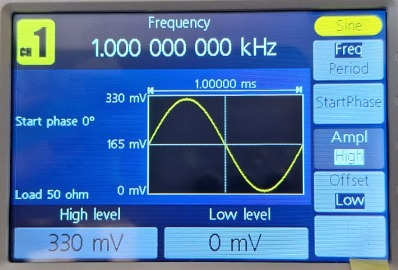 CH 1
Frequency
1.000 000 000 kHz
Sine
Freq
Period
StartPhase
Ampl
High
Offset
Low
1.00000 ms
330 mV
Start phase 0°
165 mV
Load 50 ohm
0 mV
High level
Low level
330 mV
0 mV